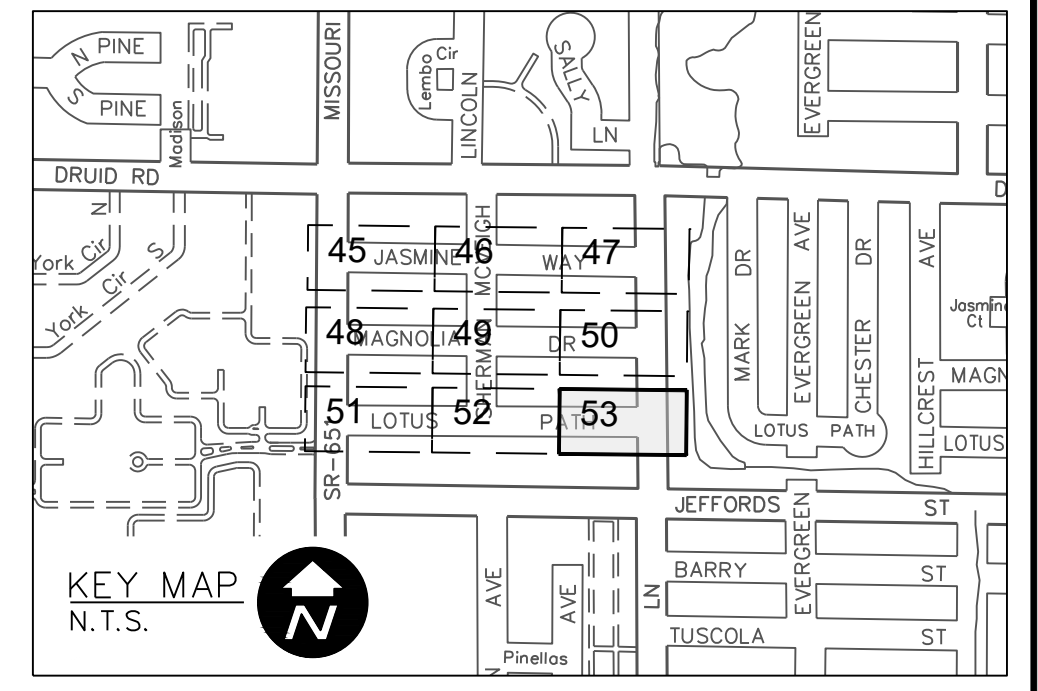 N PINE
S PINE
Madison
MISSOURI
Lembo Cir
LINCOLN
SALLY
LN
EVERGREEN
DRUID RD
D
N
York Cir
York Cir S
45 JASMINE 46 WAY 47
48 MAGNOLIA 49 DR 50
51 LOTUS 52 PATH 53
SHERMAN MCVEIGH
SR-651
MARK DR
EVERGREEN AVE
CHESTER DR
HILLCREST AVE
Jasmine
Ct
MAGN
LOTUS PATH
LOTUS
JEFFORDS ST
EVERGREEN
BARRY ST
LN
TUSCOLA ST
AVE
AVE
Pinellas
N
KEY MAP
N.T.S.
N